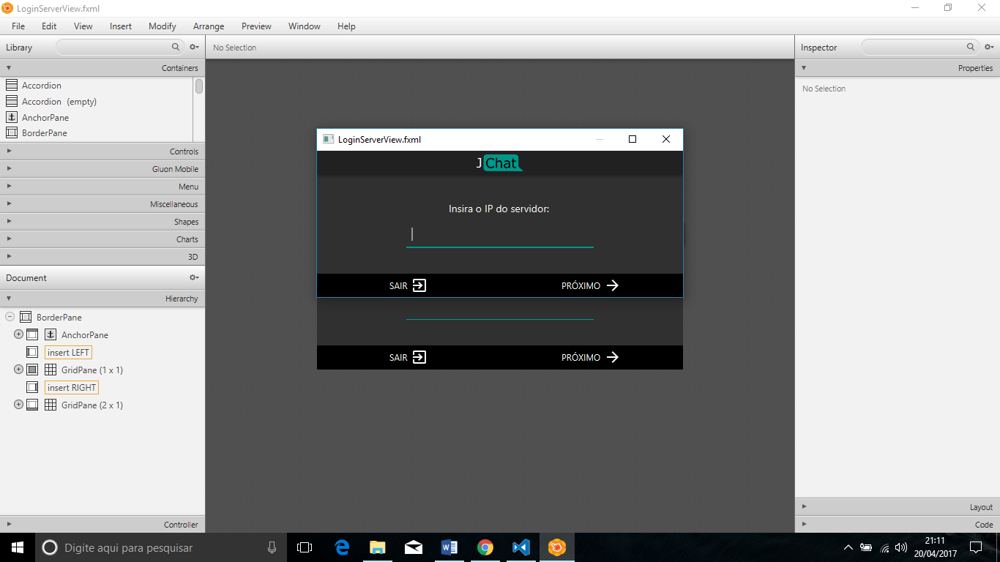 LoginServerView.fxml
File Edit View Insert Modify Arrange Preview Window Help
Library
No Selection
Inspector
Containers
Properties
Accordion
Accordion (empty)
AnchorPane
BorderPane
No Selection
Controls
Gluon Mobile
Menu
Miscellaneous
Shapes
Charts
3D
Document
Hierarchy
BorderPane
AnchorPane
insert LEFT
GridPane (1 x 1)
insert RIGHT
GridPane (2 x 1)
Controller
LoginServerView.fxml
J Chat
Insira o IP do servidor:
SAIR PRÓXIMO
SAIR PRÓXIMO
Layout
Code
Digite aqui para pesquisar
21:11
20/04/2017